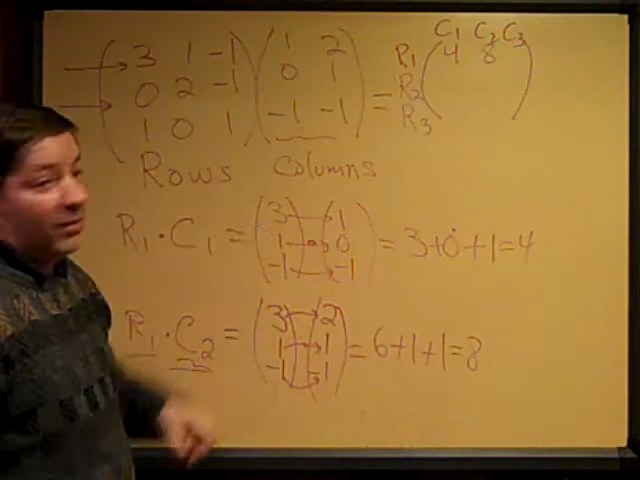 C1 C2 C3
3 1 -1 1 2 R1 4 8
0 2 -1 0 1 R2
1 0 1 -1 -1 = R3
Rows Columns
3 1
R1 · C1 = 1 0 = 3+0+1=4
-1 -1
3 2
R1 · C2 = 1 1 = 6+1+1=8
-1 -1